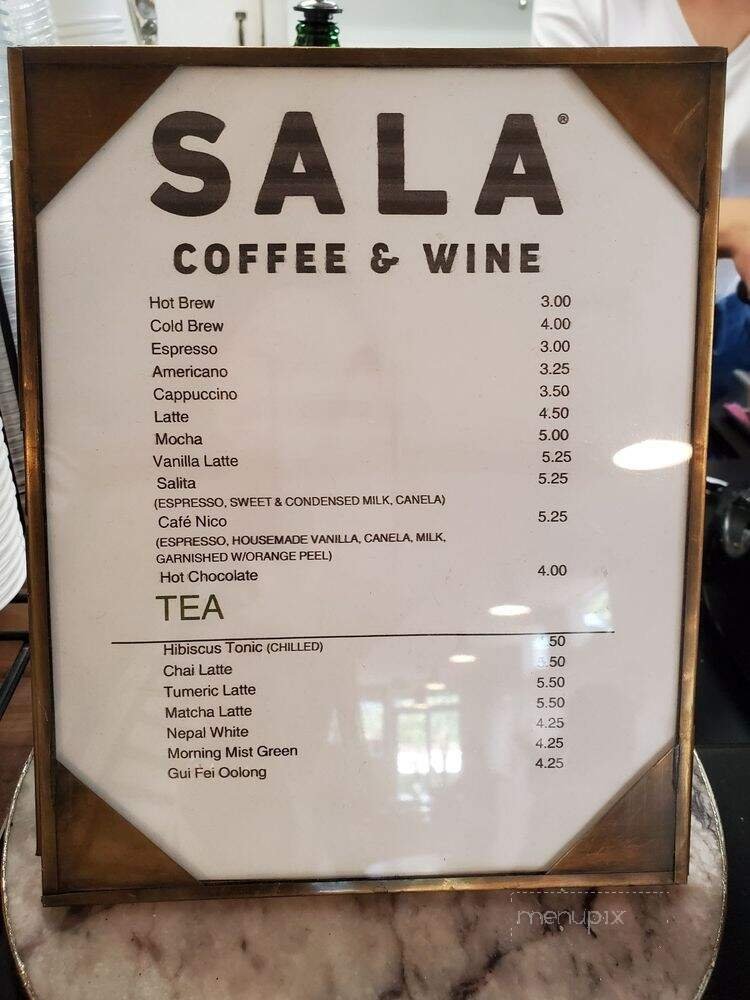 SALA®
COFFEE & WINE
Hot Brew 3.00
Cold Brew 4.00
Espresso 3.00
Americano 3.25
Cappuccino 3.50
Latte 4.50
Mocha 5.00
Vanilla Latte 5.25
Salita 5.25
(ESPRESSO, SWEET & CONDENSED MILK, CANELA)
Café Nico 5.25
(ESPRESSO, HOUSEMADE VANILLA, CANELA, MILK,
GARNISHED W/ORANGE PEEL)
Hot Chocolate 4.00
TEA
Hibiscus Tonic (CHILLED)
Chai Latte
Tumeric Latte 5.50
Matcha Latte 5.50
Nepal White 4.25
Morning Mist Green 4.25
Gui Fei Oolong 4.25
menupix